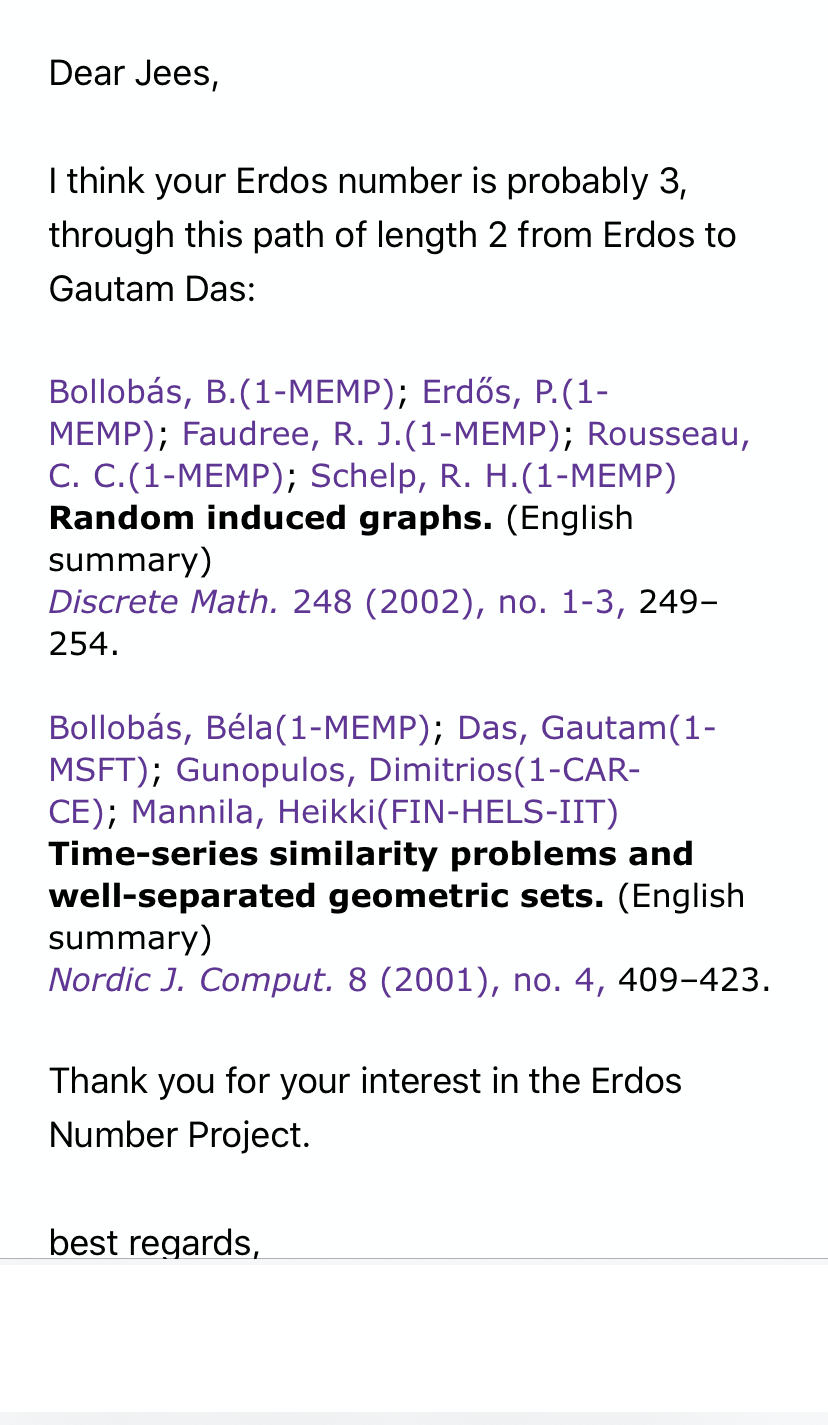 Dear Jees,
I think your Erdos number is probably 3,
through this path of length 2 from Erdos to
Gautam Das:
Bollobás, B.(1-MEMP); Erdős, P.(1-
MEMP); Faudree, R. J.(1-MEMP); Rousseau,
C. C.(1-MEMP); Schelp, R. H.(1-MEMP)
Random induced graphs. (English
summary)
Discrete Math. 248 (2002), no. 1-3, 249–
254.
Bollobás, Béla(1-MEMP); Das, Gautam(1-
MSFT); Gunopulos, Dimitrios(1-CAR-
CE); Mannila, Heikki(FIN-HELS-IIT)
Time-series similarity problems and
well-separated geometric sets. (English
summary)
Nordic J. Comput. 8 (2001), no. 4, 409–423.
Thank you for your interest in the Erdos
Number Project.
best regards,